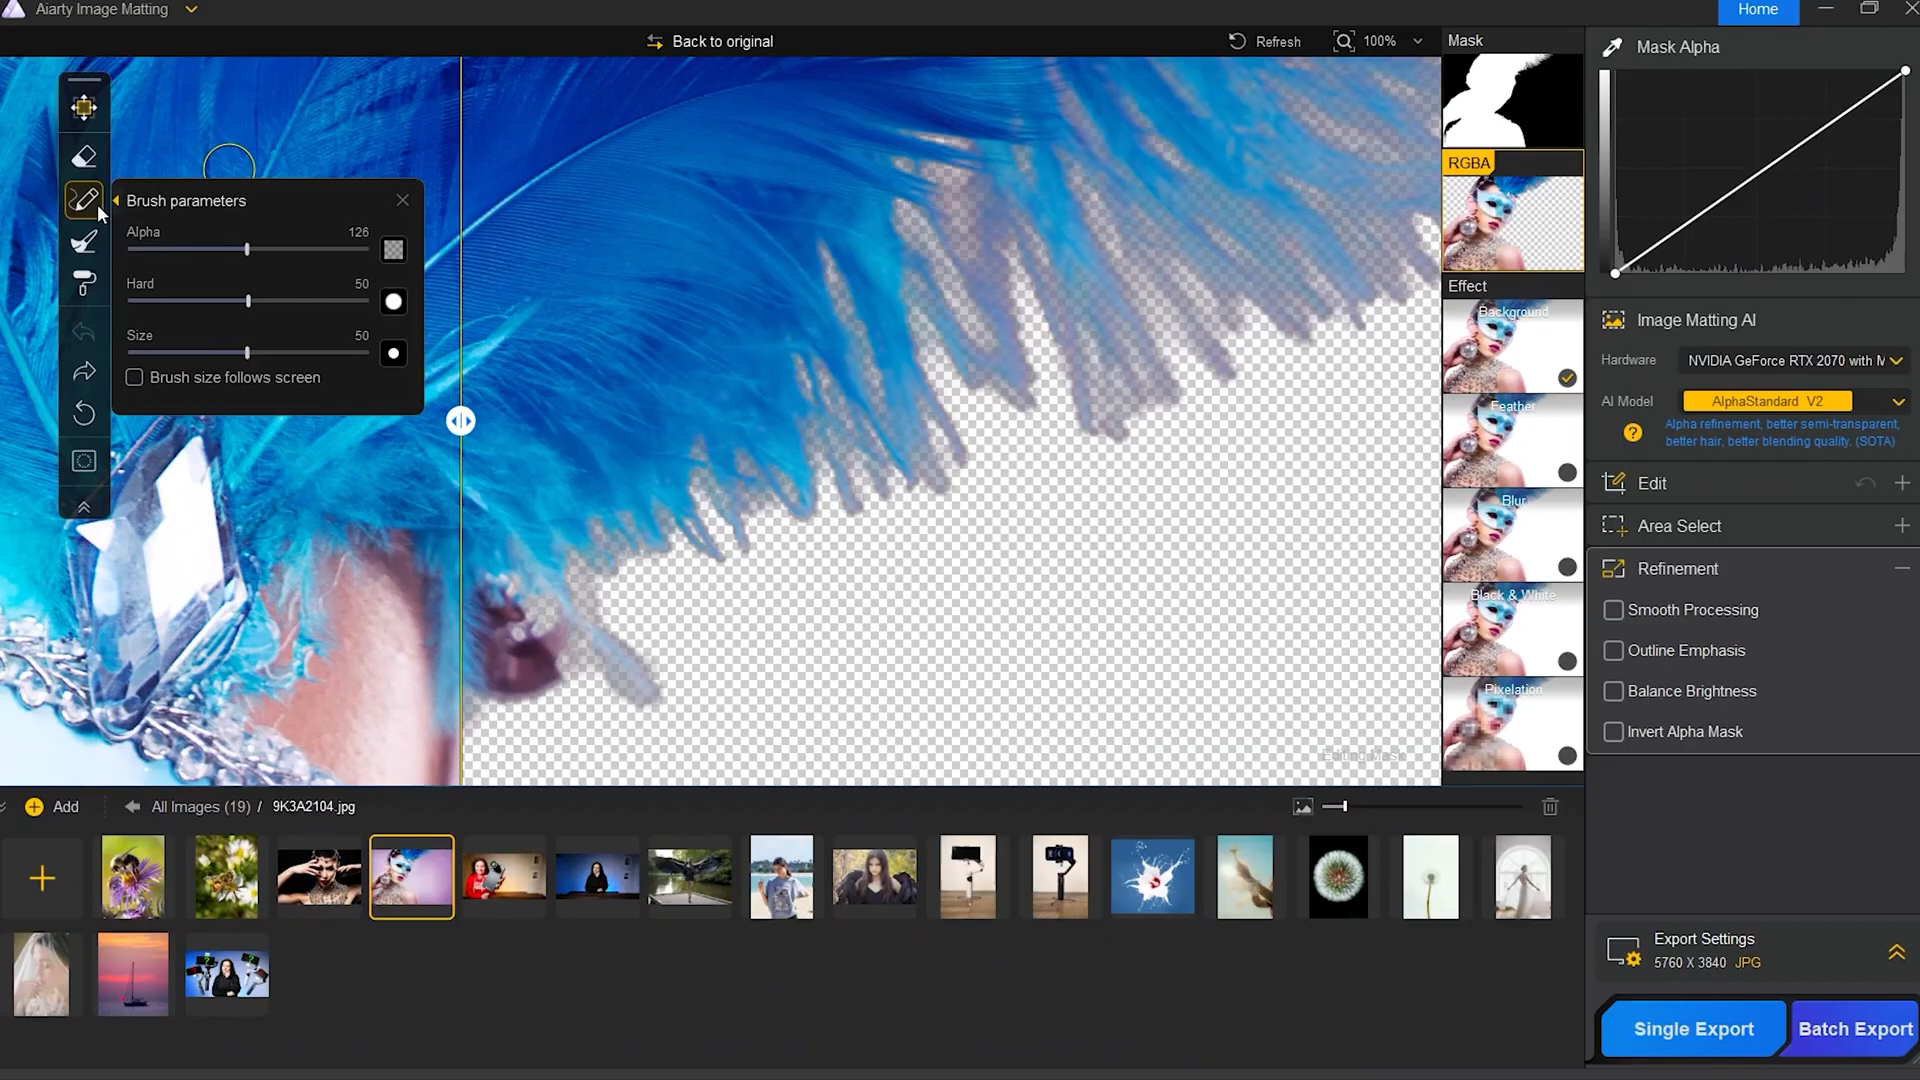 Aiarty Image Matting
Home
Back to original
Refresh
100%
Mask
RGBA
Effect
Background
Feather
Blur
Black & White
Pixelation
Brush parameters
Alpha 126
Hard 50
Size 50
Brush size follows screen
Editing Mask
Mask Alpha
Image Matting AI
Hardware NVIDIA GeForce RTX 2070 with M
AI Model AlphaStandard V2
Alpha refinement, better semi-transparent,
better hair, better blending quality. (SOTA)
Edit
Area Select
Refinement
Smooth Processing
Outline Emphasis
Balance Brightness
Invert Alpha Mask
Add All Images (19) / 9K3A2104.jpg
Export Settings
5760 X 3840 JPG
Single Export Batch Export